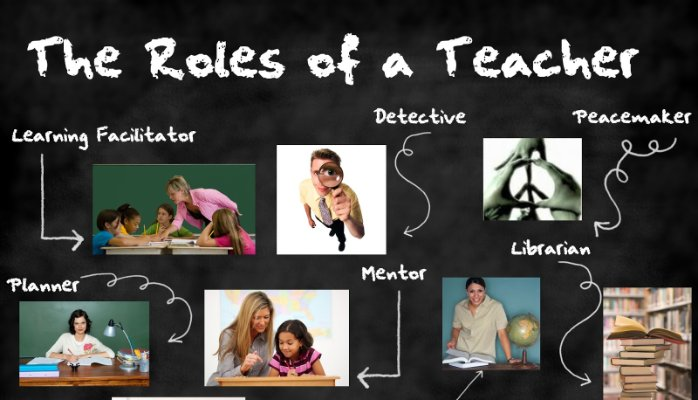 The Roles of a Teacher
Detective
Peacemaker
Learning Facilitator
Librarian
Mentor
Planner